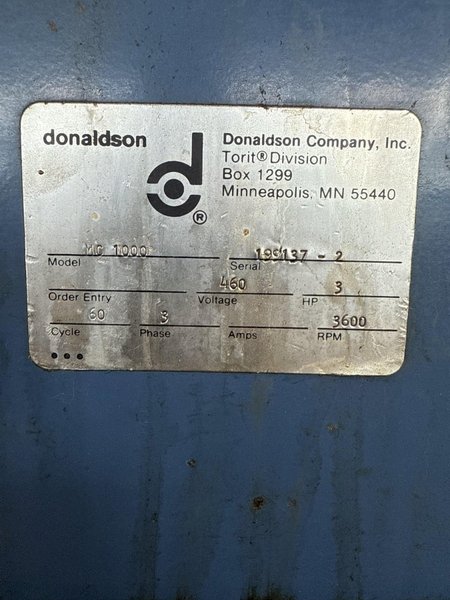 donaldson
d
®
Donaldson Company, Inc.
Torit® Division
Box 1299
Minneapolis, MN 55440
1000 - 2
Model Serial
460 3
Order Entry Voltage HP
60 3 3600
Cycle Phase Amps RPM